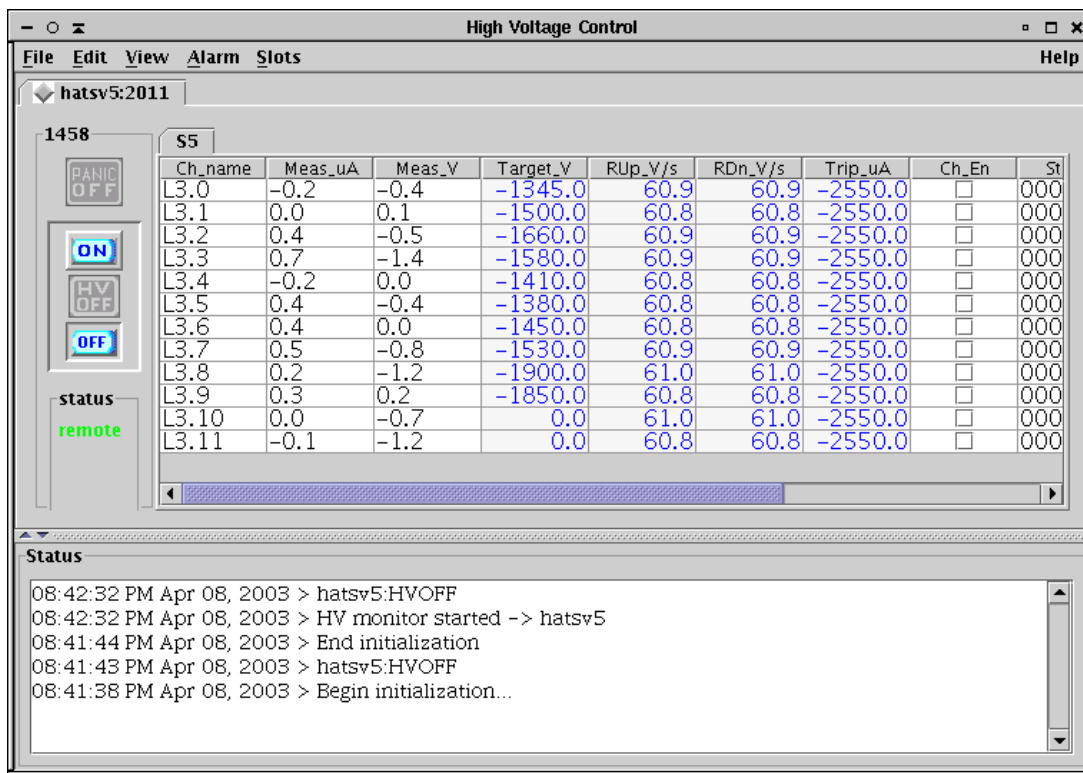 High Voltage Control
File Edit View Alarm Slots Help
hatsv5:2011
1458
S5
PANIC OFF
ON
HV OFF
OFF
status
remote
Ch_name Meas_uA Meas_V Target_V RUp_V/s RDn_V/s Trip_uA Ch_En St
L3.0 -0.2 -0.4 -1345.0 60.9 60.9 -2550.0 000
L3.1 0.0 0.1 -1500.0 60.8 60.8 -2550.0 000
L3.2 0.4 -0.5 -1660.0 60.9 60.9 -2550.0 000
L3.3 0.7 -1.4 -1580.0 60.9 60.9 -2550.0 000
L3.4 -0.2 0.0 -1410.0 60.8 60.8 -2550.0 000
L3.5 0.4 -0.4 -1380.0 60.8 60.8 -2550.0 000
L3.6 0.4 0.0 -1450.0 60.8 60.8 -2550.0 000
L3.7 0.5 -0.8 -1530.0 60.9 60.9 -2550.0 000
L3.8 0.2 -1.2 -1900.0 61.0 61.0 -2550.0 000
L3.9 0.3 0.2 -1850.0 60.8 60.8 -2550.0 000
L3.10 0.0 -0.7 0.0 61.0 61.0 -2550.0 000
L3.11 -0.1 -1.2 0.0 60.8 60.8 -2550.0 000
Status
08:42:32 PM Apr 08, 2003 > hatsv5:HVOFF
08:42:32 PM Apr 08, 2003 > HV monitor started -> hatsv5
08:41:44 PM Apr 08, 2003 > End initialization
08:41:43 PM Apr 08, 2003 > hatsv5:HVOFF
08:41:38 PM Apr 08, 2003 > Begin initialization...